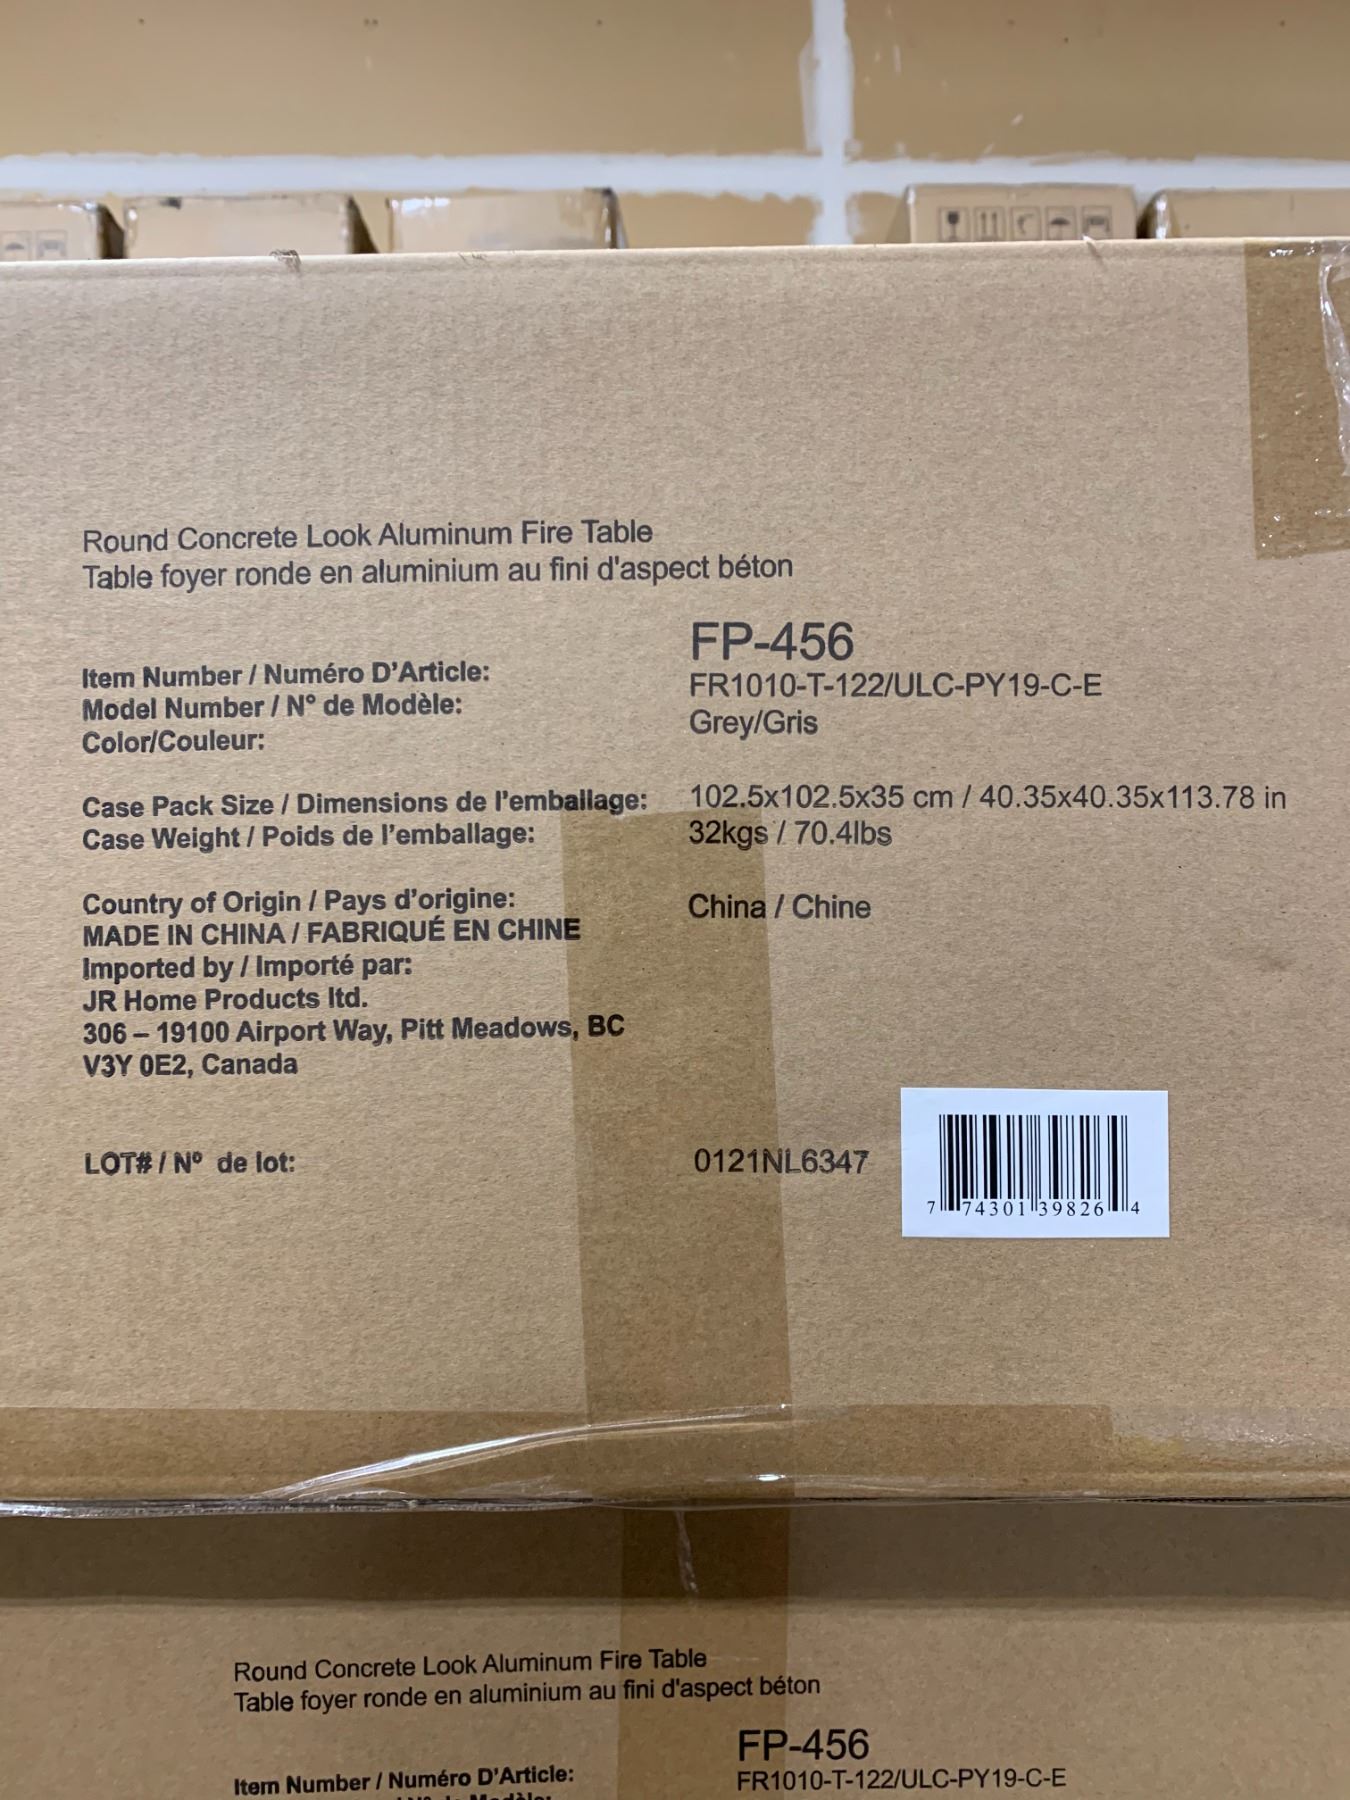 Round Concrete Look Aluminum Fire Table
Table foyer ronde en aluminium au fini d'aspect béton
Item Number / Numéro D'Article: FP-456
Model Number / N° de Modèle: FR1010-T-122/ULC-PY19-C-E
Color/Couleur: Grey/Gris
Case Pack Size / Dimensions de l'emballage: 102.5x102.5x35 cm / 40.35x40.35x113.78 in
Case Weight / Poids de l'emballage: 32kgs / 70.4lbs
Country of Origin / Pays d'origine: China / Chine
MADE IN CHINA / FABRIQUÉ EN CHINE
Imported by / Importé par:
JR Home Products ltd.
306 – 19100 Airport Way, Pitt Meadows, BC
V3Y 0E2, Canada
LOT# / Nº de lot: 0121NL6347
7 74301 39826 4
Round Concrete Look Aluminum Fire Table
Table foyer ronde en aluminium au fini d'aspect béton
Item Number / Numéro D'Article: FP-456
FR1010-T-122/ULC-PY19-C-E